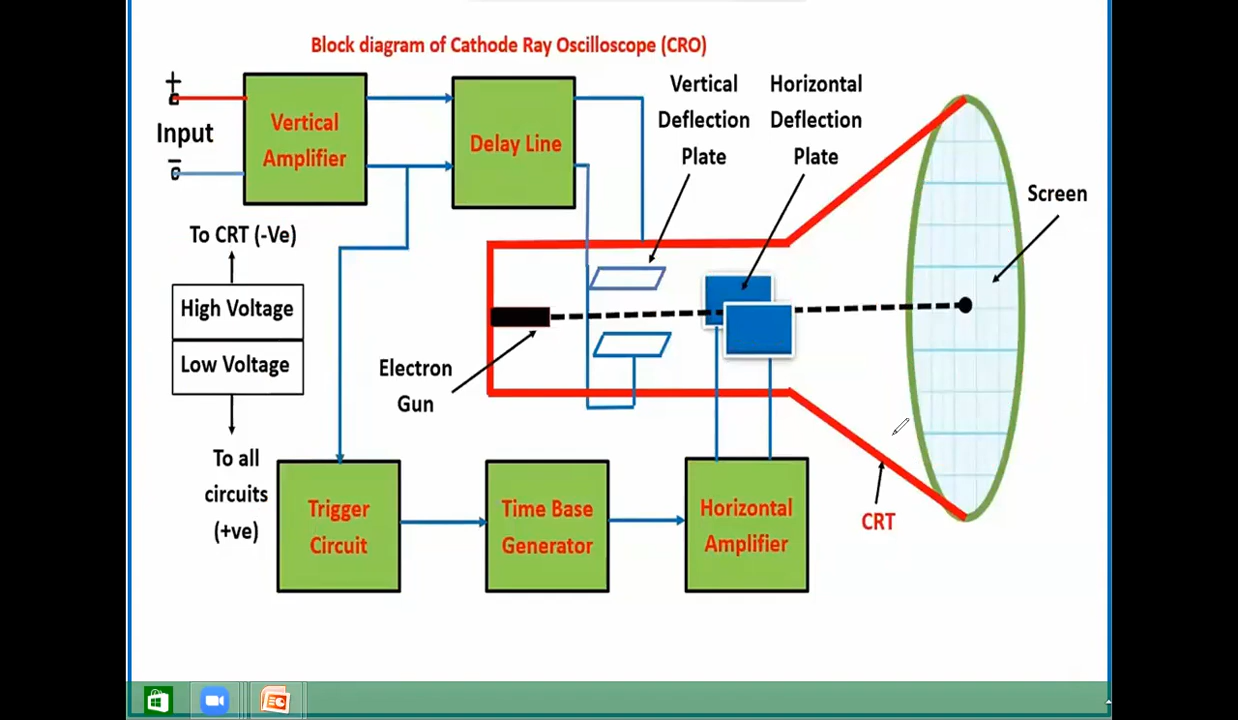 Block diagram of Cathode Ray Oscilloscope (CRO)
+
Input
-
Vertical
Amplifier
Delay Line
Vertical
Deflection
Plate
Horizontal
Deflection
Plate
Screen
To CRT (-Ve)
High Voltage
Low Voltage
To all
circuits
(+ve)
Electron
Gun
Trigger
Circuit
Time Base
Generator
Horizontal
Amplifier
CRT